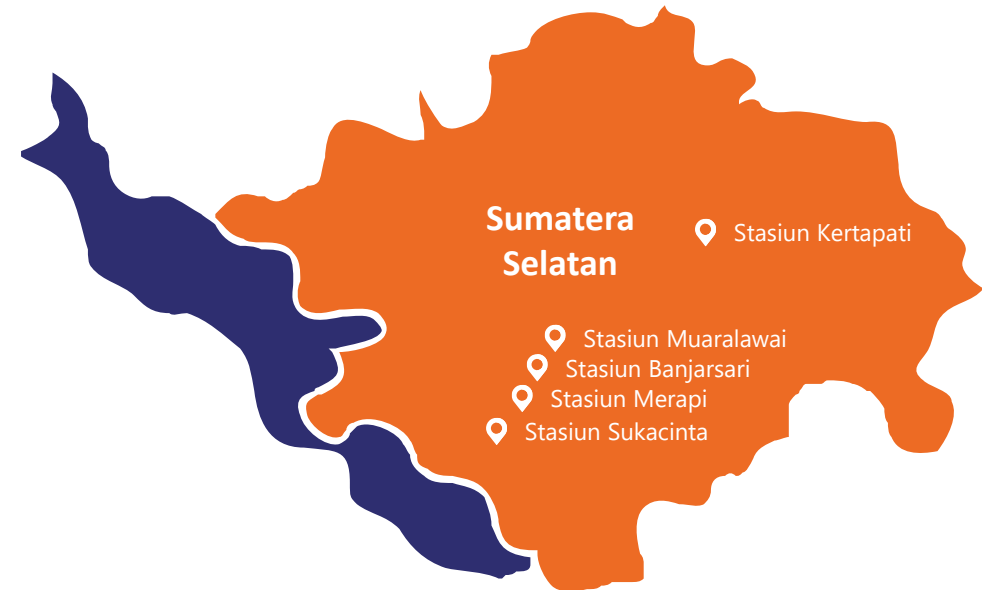 Sumatera
Selatan
Stasiun Kertapati
Stasiun Muaralawai
Stasiun Banjarsari
Stasiun Merapi
Stasiun Sukacinta